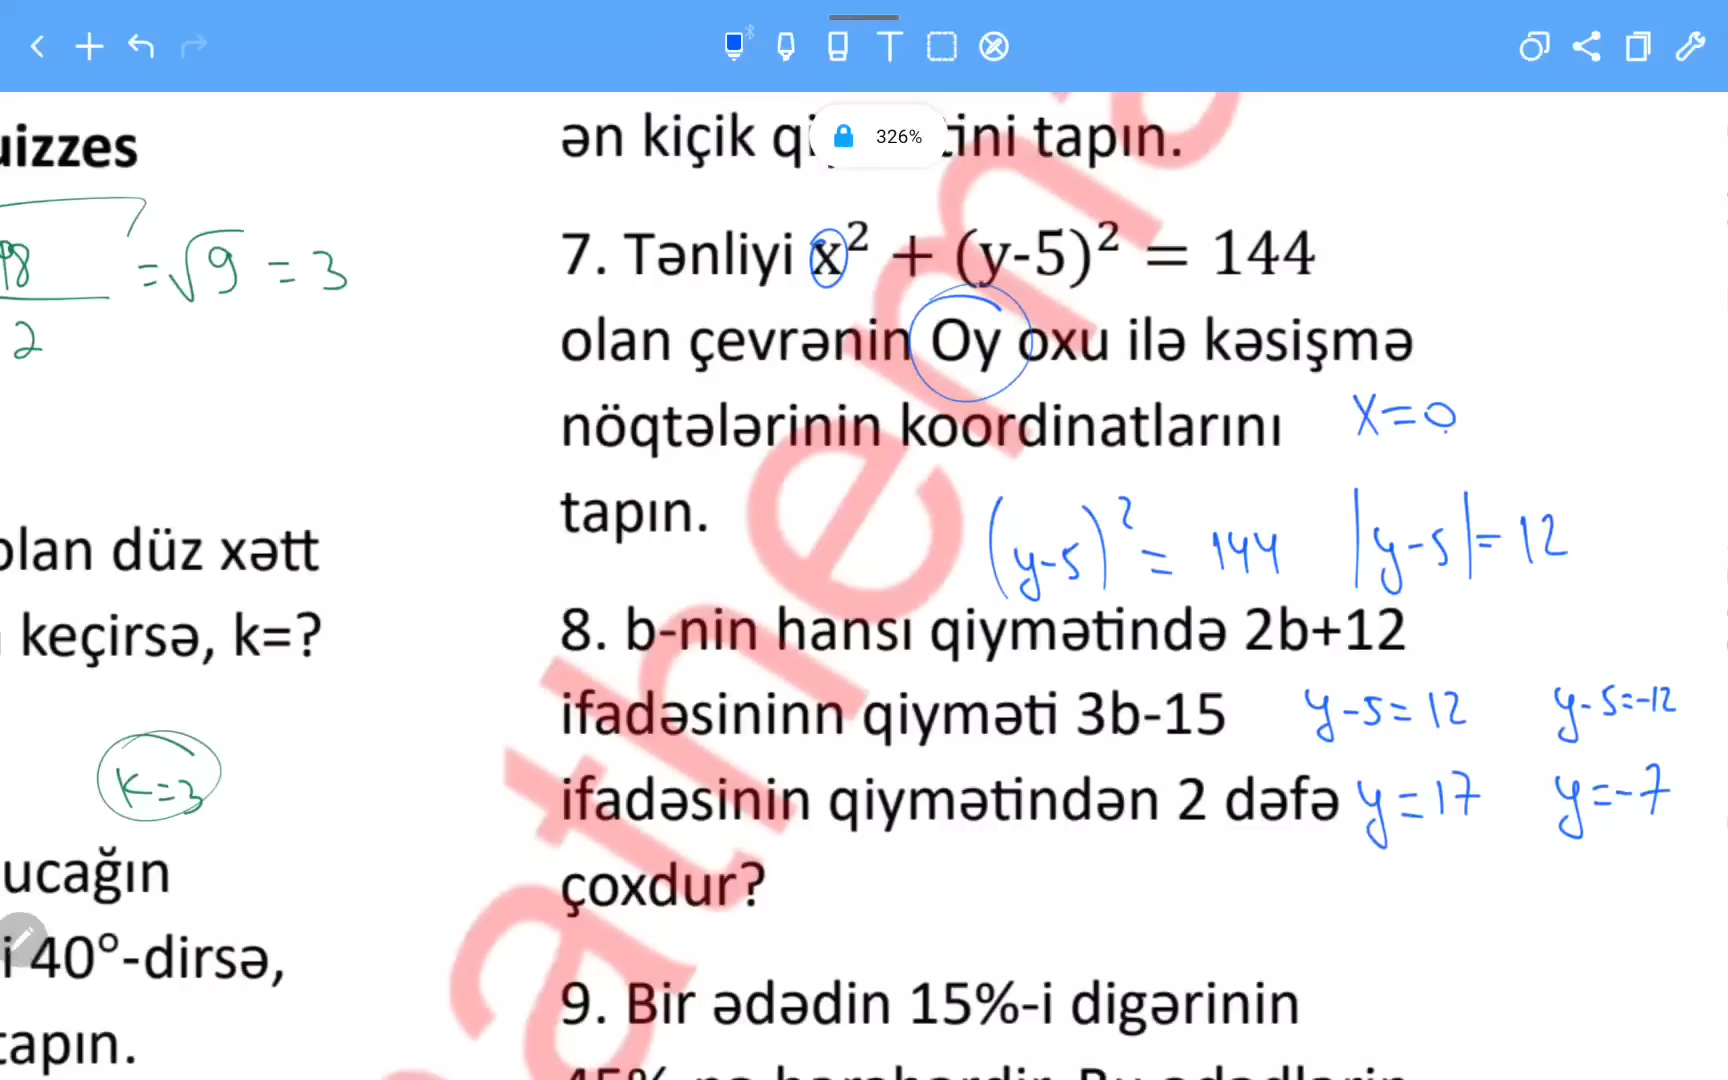 326%
uizzes
98
2
=√9 = 3
olan düz xətt
keçirsə, k=?
k=3
ucağın
i 40°-dirsə,
tapın.
ən kiçik tini tapın.
7. Tənliyi x² + (y-5)² = 144
olan çevrənin Oy oxu ilə kəsişmə
nöqtələrinin koordinatlarını
tapın.
x=0
(y-5)² = 144 |y-5|= 12
8. b-nin hansı qiymətində 2b+12
ifadəsininn qiyməti 3b-15
ifadəsinin qiymətindən 2 dəfə
çoxdur?
y-5= 12 y-5=-12
y=17 y=-7
9. Bir ədədin 15%-i digərinin
athema